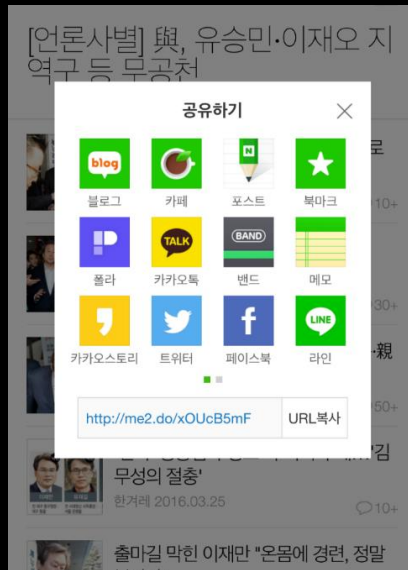 [언론사별] 與, 유승민·이재오 지
역구 등 무공천
공유하기
로
blog
N
블로그 카페 포스트 북마크
10+
TALK
BAND
폴라 카카오톡 밴드 메모
30+
LINE
·親
카카오스토리 트위터 페이스북 라인
http://me2.do/xOUcB5mF URL복사
50+
'김
무성의 절충'
한겨레 2016.03.25
10+
출마길 막힌 이재만 "온몸에 경련, 정말